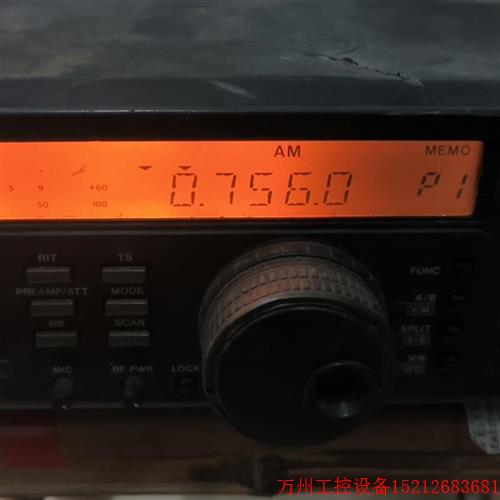 AM MEMO
5 9 +60 0.756.0 P1
50 100
RIT TS FUNC
PREAMP/ATT MODE A/B
V/M
NB SCAN SPLIT
MIC RF PWR LOCK MW
万州工控设备15212683681